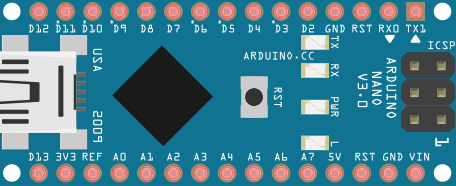 D12 D11 D10 D9 D8 D7 D6 D5 D4 D3 D2 GND RST RX0 TX1
USA
2009
ARDUINO.CC
RST
TX
RX
PWR
L
ARDUINO
NANO
V3.0
ICSP
1
D13 3V3 REF A0 A1 A2 A3 A4 A5 A6 A7 5V RST GND VIN